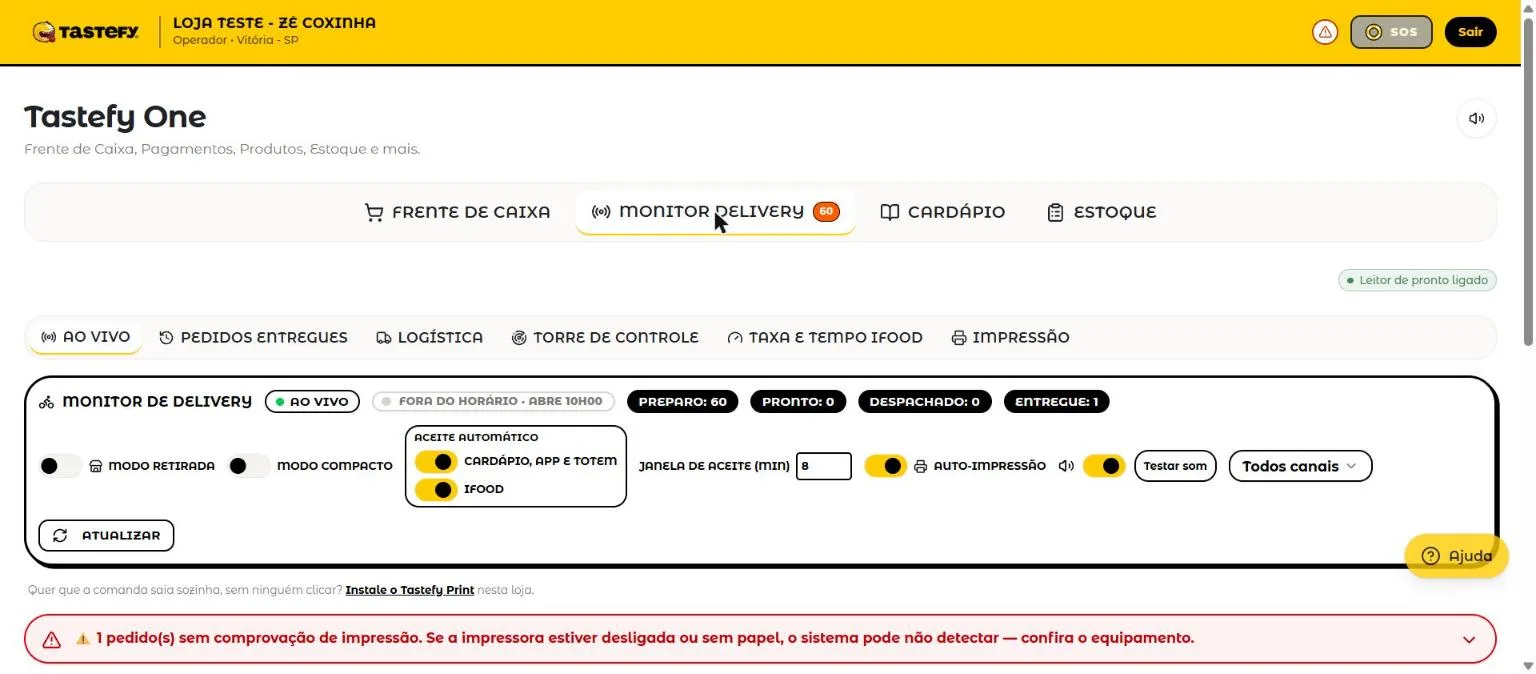 TASTEFY
LOJA TESTE - ZÉ COXINHA
Operador • Vitória - SP
SOS
Sair
Tastefy One
Frente de Caixa, Pagamentos, Produtos, Estoque e mais.
FRENTE DE CAIXA
MONITOR DELIVERY 60
CARDÁPIO
ESTOQUE
Leitor de pronto ligado
AO VIVO
PEDIDOS ENTREGUES
LOGÍSTICA
TORRE DE CONTROLE
TAXA E TEMPO IFOOD
IMPRESSÃO
MONITOR DE DELIVERY
AO VIVO
FORA DO HORÁRIO • ABRE 10H00
PREPARO: 60
PRONTO: 0
DESPACHADO: 0
ENTREGUE: 1
MODO RETIRADA
MODO COMPACTO
ACEITE AUTOMÁTICO
CARDÁPIO, APP E TOTEM
IFOOD
JANELA DE ACEITE (MIN) 8
AUTO-IMPRESSÃO
Testar som
Todos canais
ATUALIZAR
Ajuda
Quer que a comanda saia sozinha, sem ninguém clicar? Instale o Tastefy Print nesta loja.
1 pedido(s) sem comprovação de impressão. Se a impressora estiver desligada ou sem papel, o sistema pode não detectar — confira o equipamento.